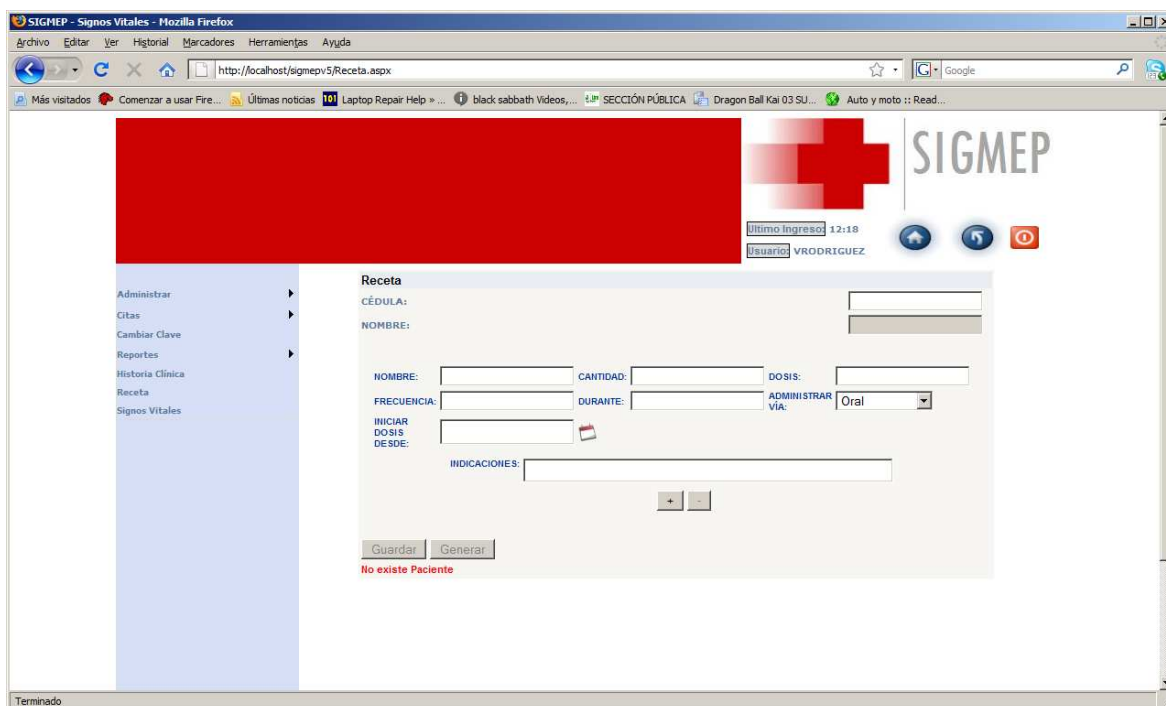 SIGMEP - Signos Vitales - Mozilla Firefox
Archivo Editar Ver Historial Marcadores Herramientas Ayuda
http://localhost/sigmepv5/Receta.aspx
G Google
Más visitados Comenzar a usar Fire... Últimas noticias 101 Laptop Repair Help » ... black sabbath Videos,... SECCIÓN PÚBLICA Dragon Ball Kai 03 SU... Auto y moto :: Read...
SIGMEP
Ultimo Ingreso: 12:18
Usuario: VRODRIGUEZ
Administrar
Citas
Cambiar Clave
Reportes
Historia Clínica
Receta
Signos Vitales
Receta
CÉDULA:
NOMBRE:
NOMBRE: CANTIDAD: DOSIS:
FRECUENCIA: DURANTE: ADMINISTRAR VÍA: Oral
INICIAR
DOSIS
DESDE:
INDICACIONES:
+ -
Guardar Generar
No existe Paciente
Terminado